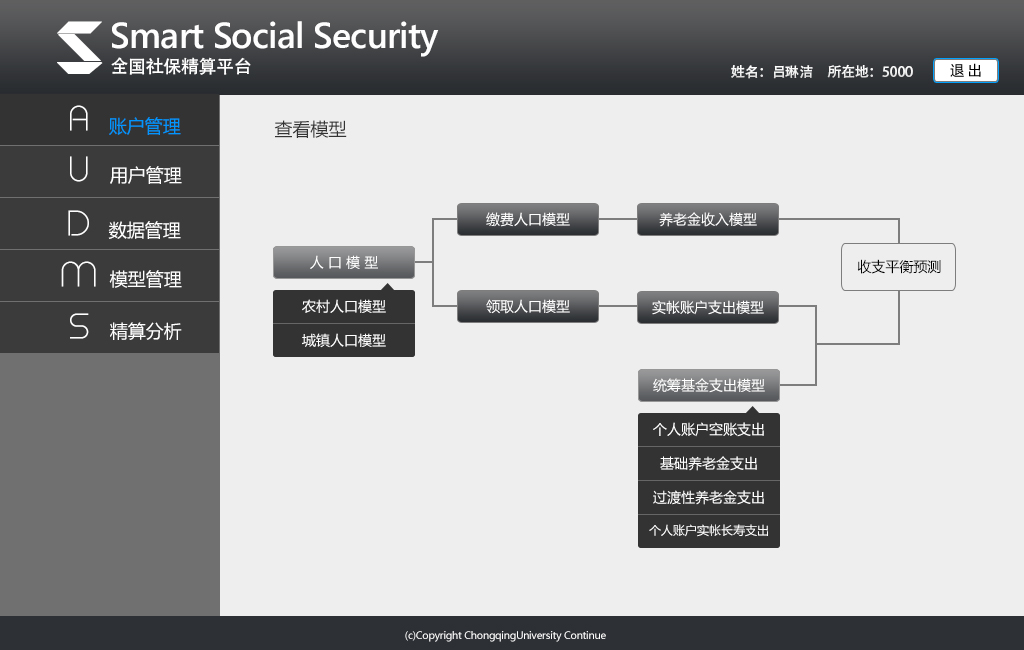 Smart Social Security
全国社保精算平台
姓名：吕琳洁 所在地：5000 退 出
A 账户管理
U 用户管理
D 数据管理
M 模型管理
S 精算分析
查看模型
人 口 模 型
农村人口模型
城镇人口模型
缴费人口模型
领取人口模型
养老金收入模型
实帐账户支出模型
统筹基金支出模型
个人账户空账支出
基础养老金支出
过渡性养老金支出
个人账户实帐长寿支出
收支平衡预测
(c)Copyright ChongqingUniversity Continue